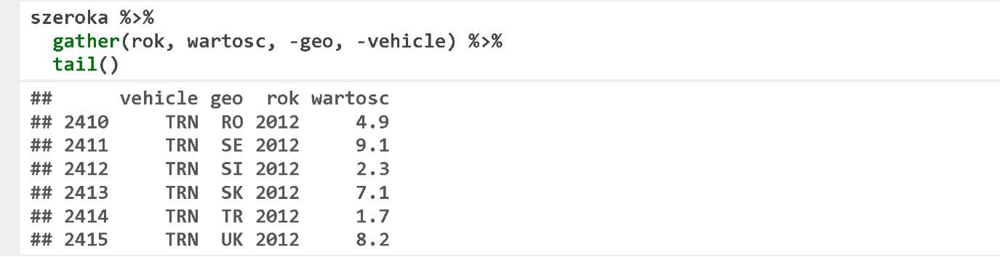 szeroka %>%
  gather(rok, wartosc, -geo, -vehicle) %>%
  tail()
##      vehicle geo  rok wartosc
## 2410     TRN  RO 2012     4.9
## 2411     TRN  SE 2012     9.1
## 2412     TRN  SI 2012     2.3
## 2413     TRN  SK 2012     7.1
## 2414     TRN  TR 2012     1.7
## 2415     TRN  UK 2012     8.2